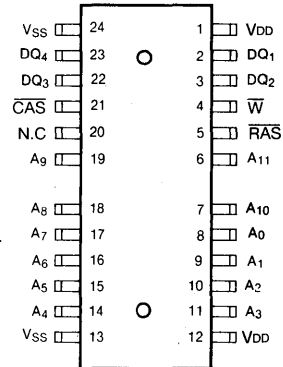 VSS 24 1 VDD
DQ4 23 2 DQ1
DQ3 22 3 DQ2
C̅A̅S̅ 21 4 W̅
N.C 20 5 R̅A̅S̅
A9 19 6 A11
A8 18 7 A10
A7 17 8 A0
A6 16 9 A1
A5 15 10 A2
A4 14 11 A3
VSS 13 12 VDD